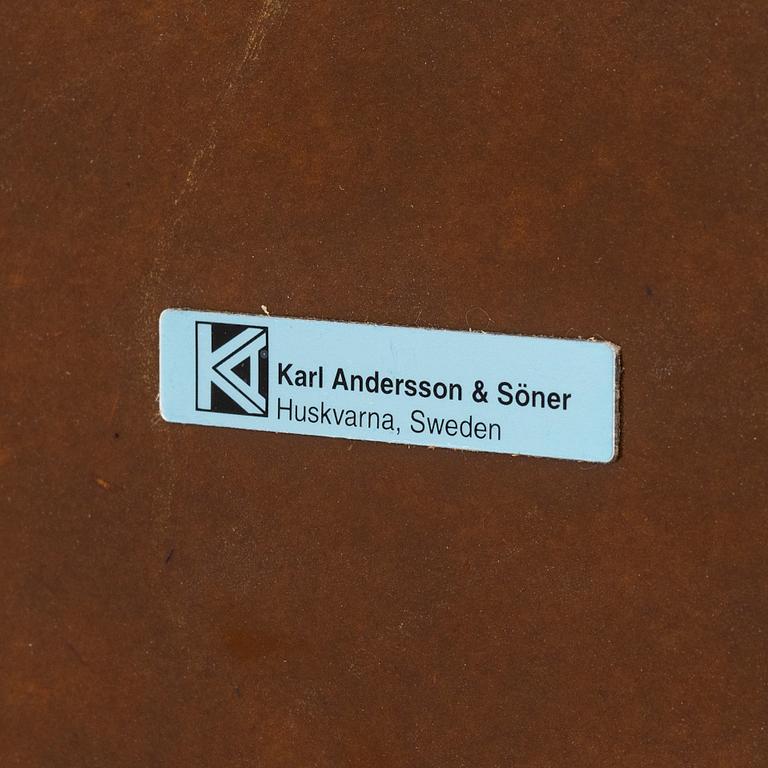 Karl Andersson & Söner
Huskvarna, Sweden